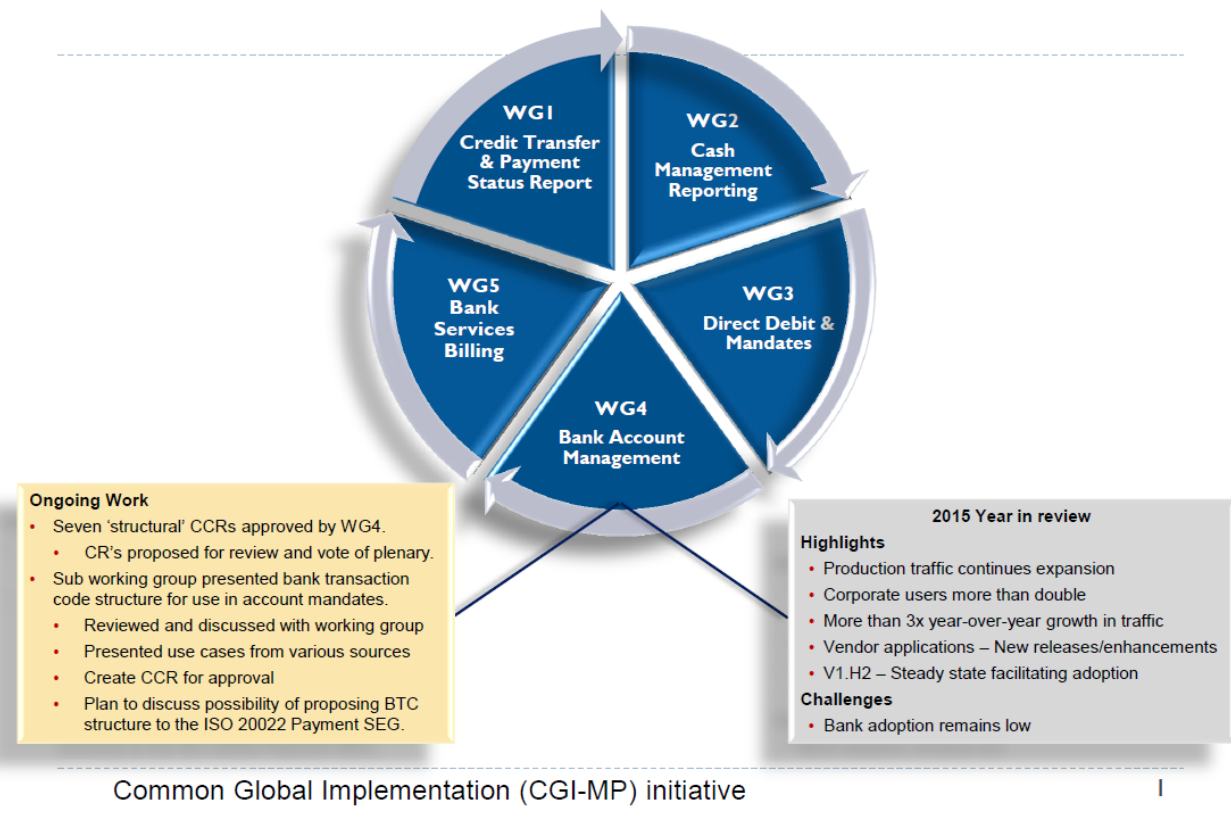 WG1
Credit Transfer
& Payment
Status Report
WG2
Cash
Management
Reporting
WG3
Direct Debit &
Mandates
WG4
Bank Account
Management
WG5
Bank
Services
Billing
Ongoing Work
• Seven ‘structural’ CCRs approved by WG4.
• CR’s proposed for review and vote of plenary.
• Sub working group presented bank transaction
code structure for use in account mandates.
• Reviewed and discussed with working group
• Presented use cases from various sources
• Create CCR for approval
• Plan to discuss possibility of proposing BTC
structure to the ISO 20022 Payment SEG.
2015 Year in review
Highlights
• Production traffic continues expansion
• Corporate users more than double
• More than 3x year-over-year growth in traffic
• Vendor applications – New releases/enhancements
• V1.H2 – Steady state facilitating adoption
Challenges
• Bank adoption remains low
Common Global Implementation (CGI-MP) initiative
1